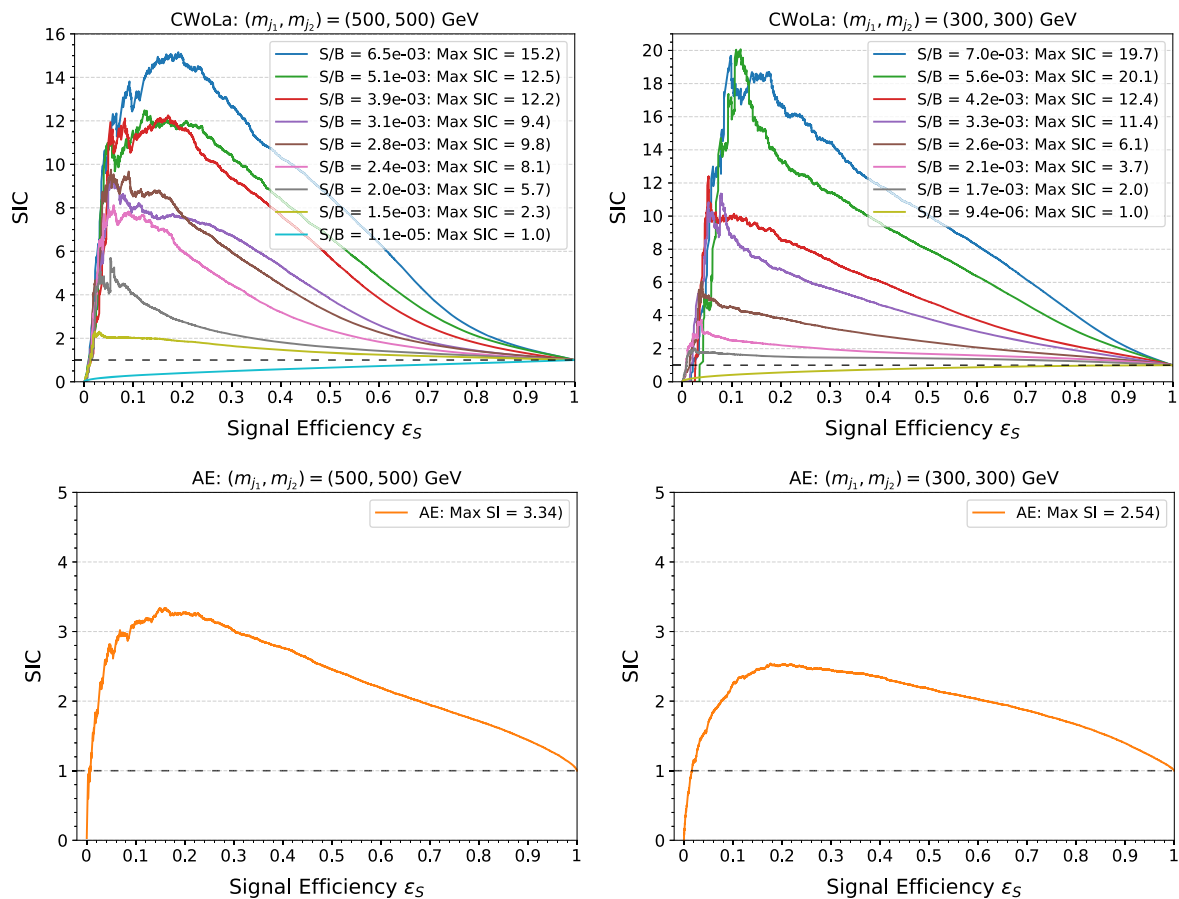 CWoLa: (m_{j_1}, m_{j_2}) = (500, 500) GeV
16
14
12
10
8
6
4
2
0
SIC
S/B = 6.5e-03: Max SIC = 15.2)
S/B = 5.1e-03: Max SIC = 12.5)
S/B = 3.9e-03: Max SIC = 12.2)
S/B = 3.1e-03: Max SIC = 9.4)
S/B = 2.8e-03: Max SIC = 9.8)
S/B = 2.4e-03: Max SIC = 8.1)
S/B = 2.0e-03: Max SIC = 5.7)
S/B = 1.5e-03: Max SIC = 2.3)
S/B = 1.1e-05: Max SIC = 1.0)
0 0.1 0.2 0.3 0.4 0.5 0.6 0.7 0.8 0.9 1
Signal Efficiency ε_S
CWoLa: (m_{j_1}, m_{j_2}) = (300, 300) GeV
20
18
16
14
12
10
8
6
4
2
0
SIC
S/B = 7.0e-03: Max SIC = 19.7)
S/B = 5.6e-03: Max SIC = 20.1)
S/B = 4.2e-03: Max SIC = 12.4)
S/B = 3.3e-03: Max SIC = 11.4)
S/B = 2.6e-03: Max SIC = 6.1)
S/B = 2.1e-03: Max SIC = 3.7)
S/B = 1.7e-03: Max SIC = 2.0)
S/B = 9.4e-06: Max SIC = 1.0)
0 0.1 0.2 0.3 0.4 0.5 0.6 0.7 0.8 0.9 1
Signal Efficiency ε_S
AE: (m_{j_1}, m_{j_2}) = (500, 500) GeV
5
4
3
2
1
0
SIC
AE: Max SI = 3.34)
0 0.1 0.2 0.3 0.4 0.5 0.6 0.7 0.8 0.9 1
Signal Efficiency ε_S
AE: (m_{j_1}, m_{j_2}) = (300, 300) GeV
5
4
3
2
1
0
SIC
AE: Max SI = 2.54)
0 0.1 0.2 0.3 0.4 0.5 0.6 0.7 0.8 0.9 1
Signal Efficiency ε_S